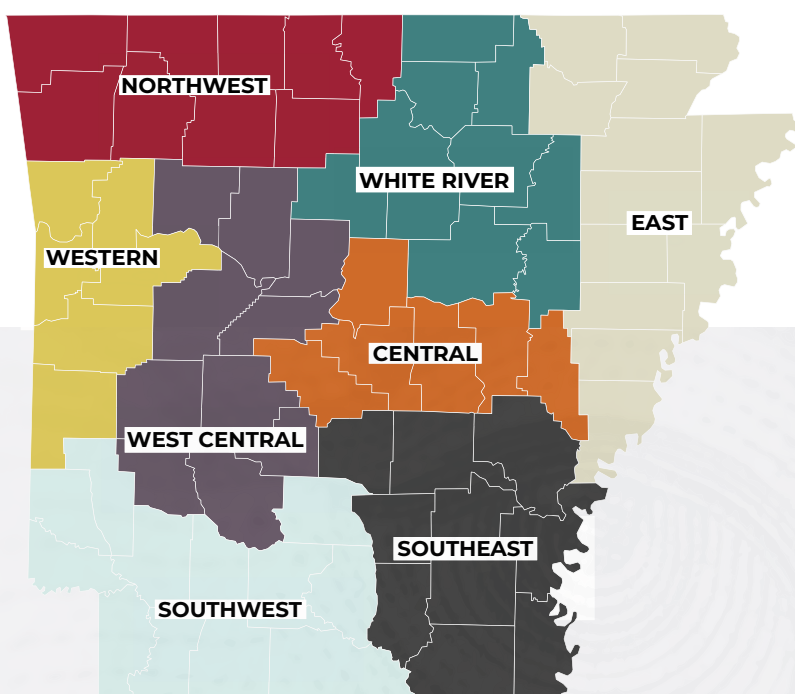 NORTHWEST
WHITE RIVER
EAST
WESTERN
CENTRAL
WEST CENTRAL
SOUTHEAST
SOUTHWEST